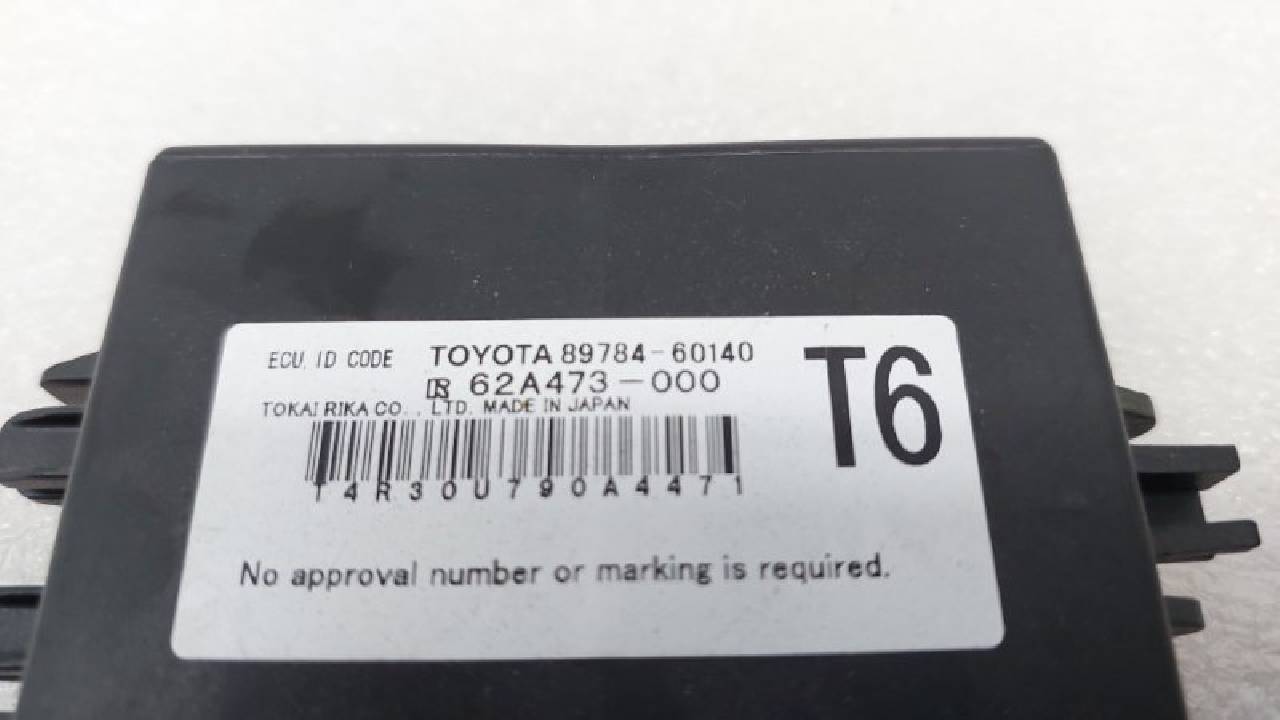 ECU ID CODE TOYOTA 89784-60140
62A473-000
TOKAI RIKA CO., LTD. MADE IN JAPAN
T6
T4R30U790A4471
No approval number or marking is required.